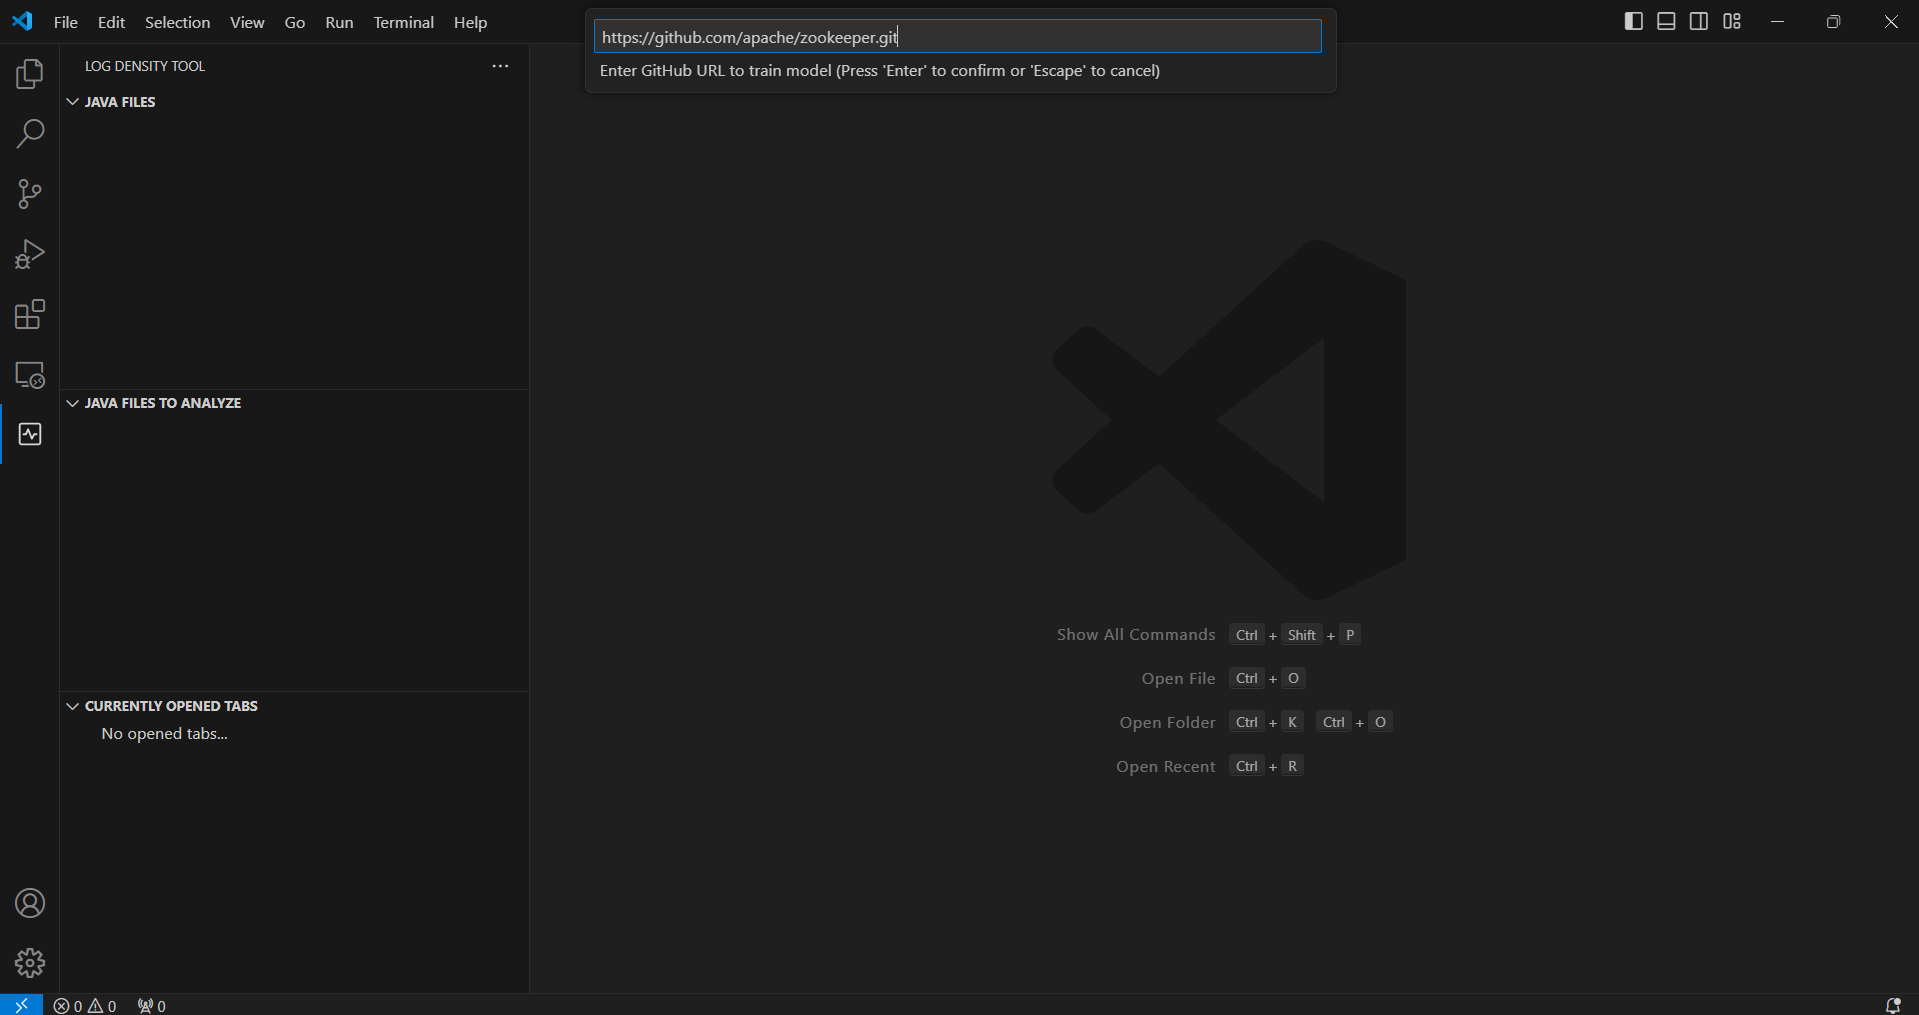 File Edit Selection View Go Run Terminal Help
https://github.com/apache/zookeeper.git
Enter GitHub URL to train model (Press 'Enter' to confirm or 'Escape' to cancel)
LOG DENSITY TOOL
JAVA FILES
JAVA FILES TO ANALYZE
CURRENTLY OPENED TABS
No opened tabs...
Show All Commands Ctrl + Shift + P
Open File Ctrl + O
Open Folder Ctrl + K Ctrl + O
Open Recent Ctrl + R
0 0 0